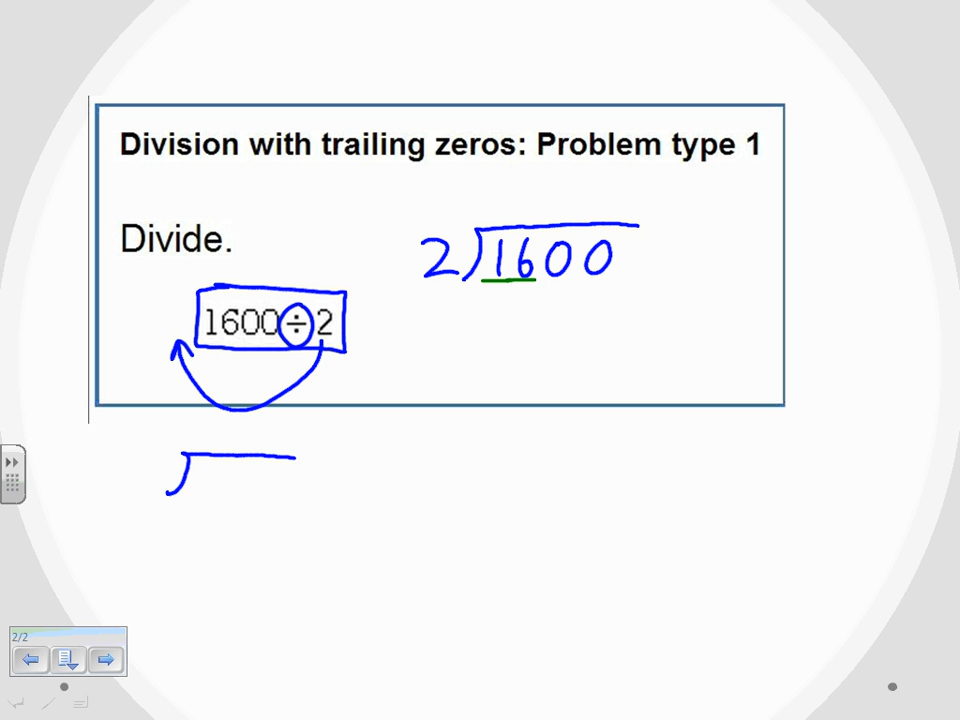 Division with trailing zeros: Problem type 1
Divide.
2)1600
1600÷2
2/2